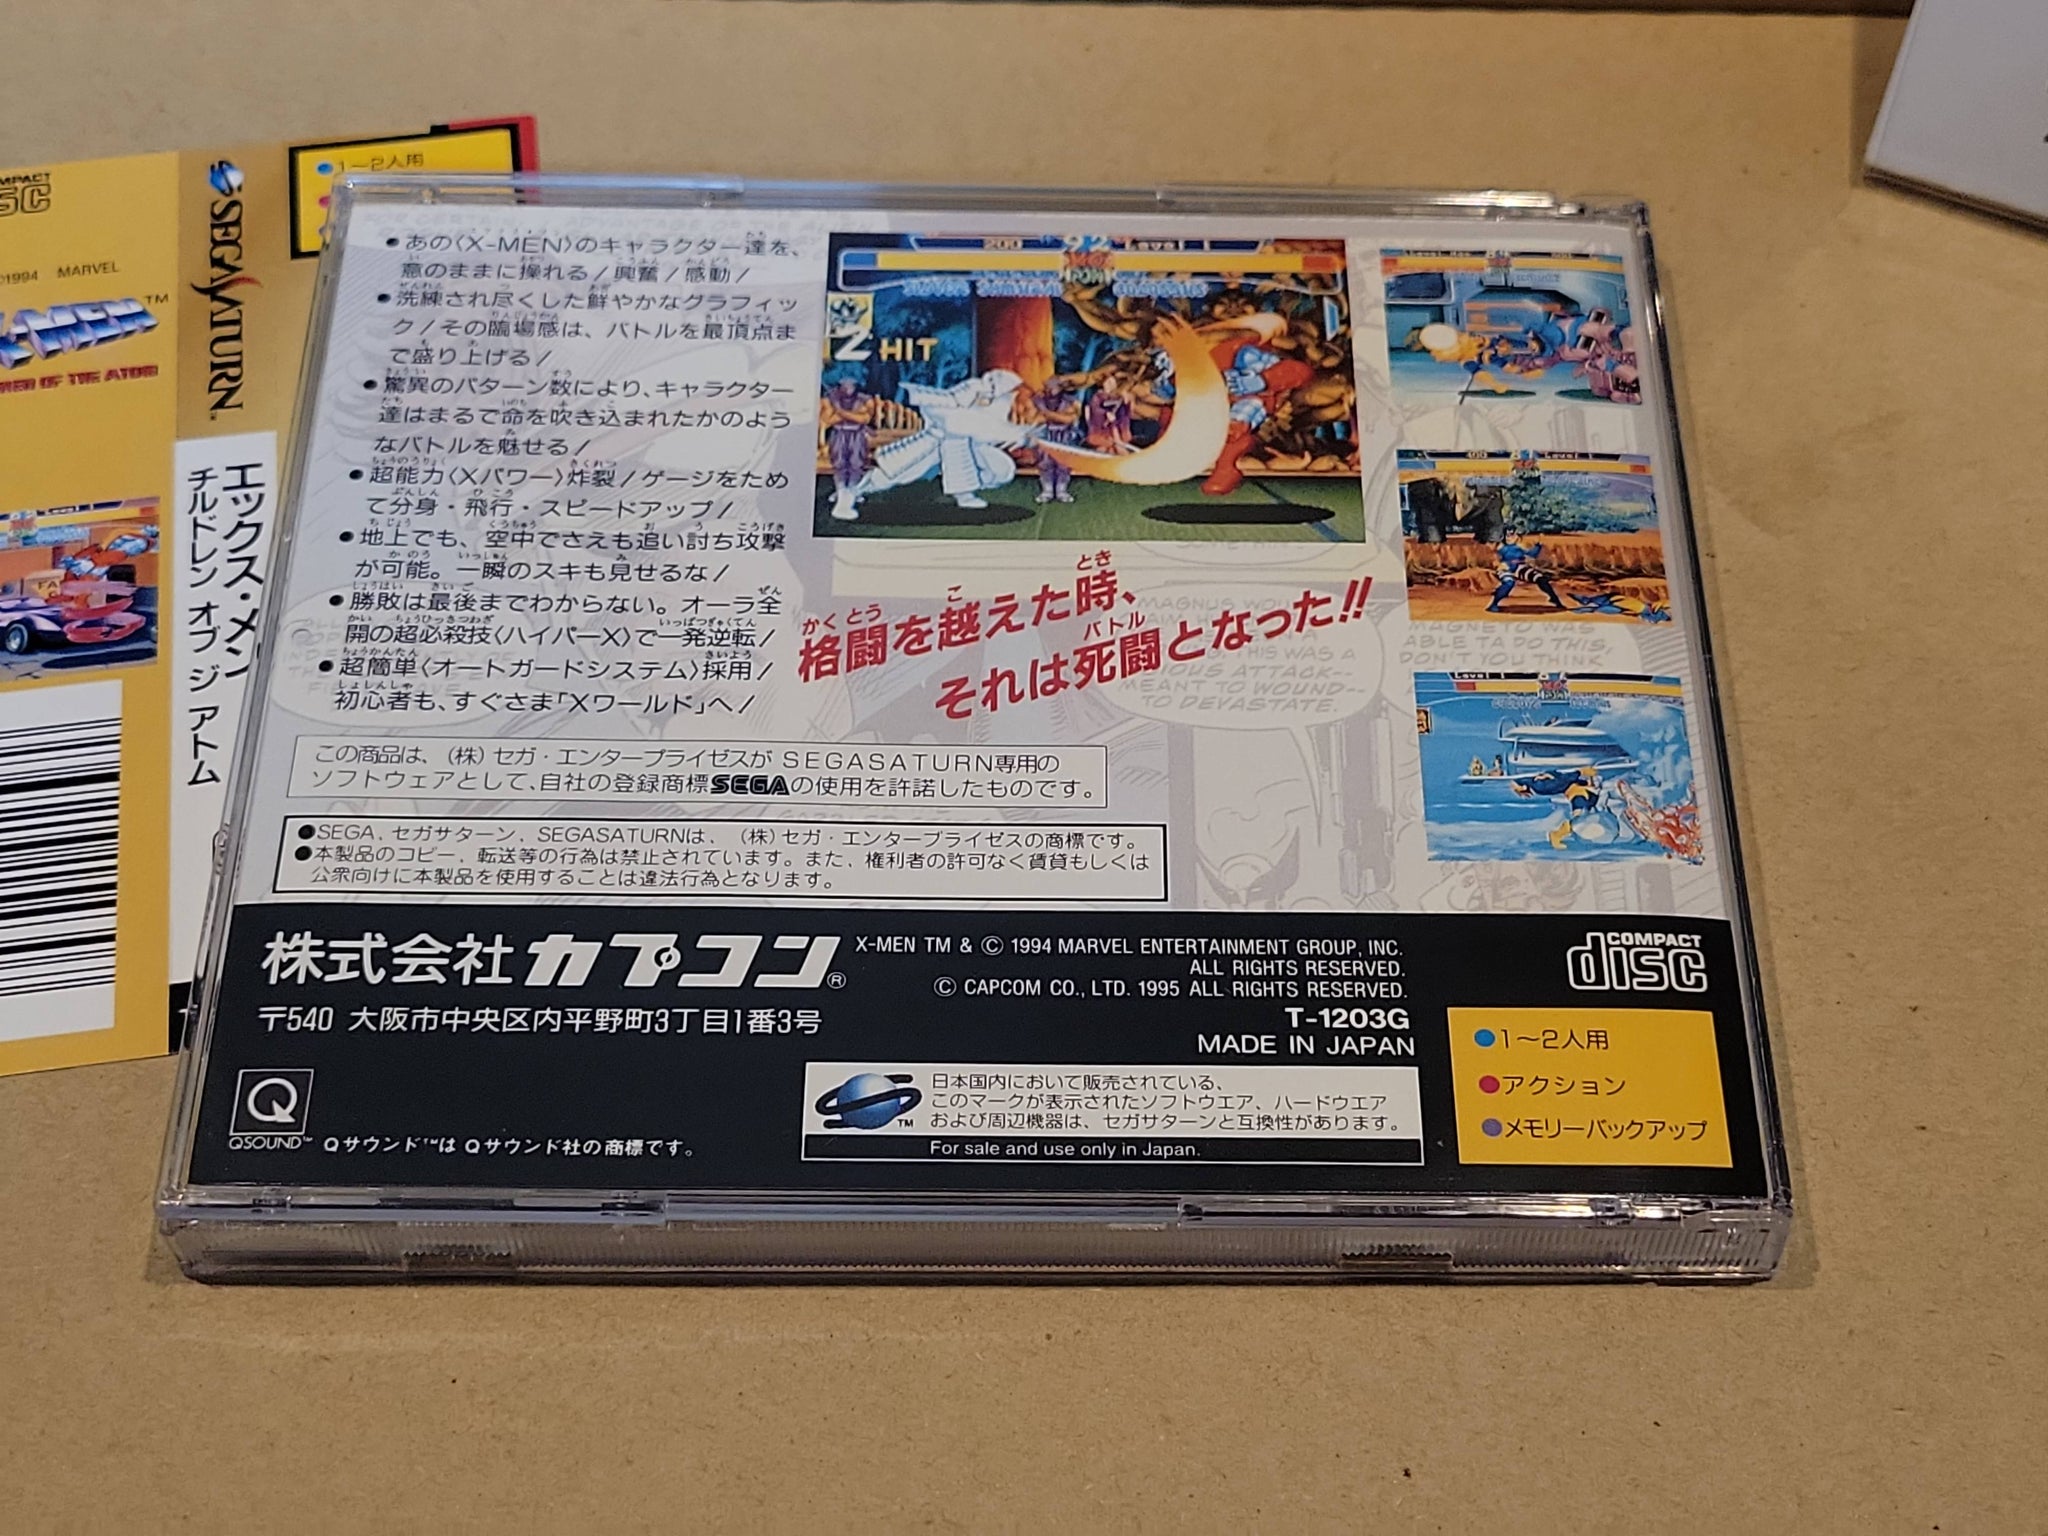 ●1〜2人用
©1994 MARVEL
X-MEN™
SEGA SATURN
エックス・メン
チルドレン オブ ジ アトム
●あの〈X-MEN〉のキャラクター達を、
意のままに操れる！興奮！感動！
●洗練され尽くした鮮やかなグラフィッ
ク！その臨場感は、バトルを最頂点ま
で盛り上げる！
●驚異のパターン数により、キャラクター
達はまるで命を吹き込まれたかのよう
なバトルを魅せる！
●超能力〈Xパワー〉炸裂！ゲージをため
て分身・飛行・スピードアップ！
●地上でも、空中でさえも追い討ち攻撃
が可能。一瞬のスキも見せるな！
●勝敗は最後までわからない。オーラ全
開の超必殺技〈ハイパーX〉で一発逆転！
●超簡単〈オートガードシステム〉採用！
初心者も、すぐさま「Xワールド」へ！
2 HIT
格闘を越えた時、
それは死闘となった!!
この商品は、(株)セガ・エンタープライゼスが SEGASATURN専用の
ソフトウェアとして、自社の登録商標SEGAの使用を許諾したものです。
●SEGA、セガサターン、SEGASATURNは、(株)セガ・エンタープライゼスの商標です。
●本製品のコピー、転送等の行為は禁止されています。また、権利者の許可なく賃貸もしくは
公衆向けに本製品を使用することは違法行為となります。
株式会社カプコン®
〒540 大阪市中央区内平野町3丁目1番3号
X-MEN TM & © 1994 MARVEL ENTERTAINMENT GROUP, INC.
ALL RIGHTS RESERVED.
© CAPCOM CO., LTD. 1995 ALL RIGHTS RESERVED.
T-1203G
MADE IN JAPAN
COMPACT
disc
●1〜2人用
●アクション
●メモリーバックアップ
Q
QSOUND™ Qサウンド™は Qサウンド社の商標です。
TM
日本国内において販売されている、
このマークが表示されたソフトウエア、ハードウエア
および周辺機器は、セガサターンと互換性があります。
For sale and use only in Japan.